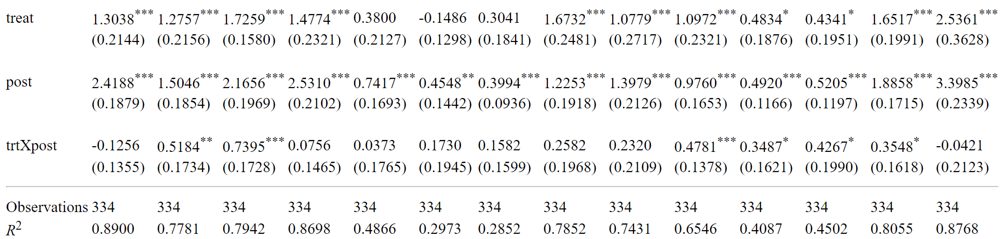 treat 1.3038*** 1.2757*** 1.7259*** 1.4774*** 0.3800 -0.1486 0.3041 1.6732*** 1.0779*** 1.0972*** 0.4834* 0.4341* 1.6517*** 2.5361***
(0.2144) (0.2156) (0.1580) (0.2321) (0.2127) (0.1298) (0.1841) (0.2481) (0.2717) (0.2321) (0.1876) (0.1951) (0.1991) (0.3628)
post 2.4188*** 1.5046*** 2.1656*** 2.5310*** 0.7417*** 0.4548** 0.3994*** 1.2253*** 1.3979*** 0.9760*** 0.4920*** 0.5205*** 1.8858*** 3.3985***
(0.1879) (0.1854) (0.1969) (0.2102) (0.1693) (0.1442) (0.0936) (0.1918) (0.2126) (0.1653) (0.1166) (0.1197) (0.1715) (0.2339)
trtXpost -0.1256 0.5184** 0.7395*** 0.0756 0.0373 0.1730 0.1582 0.2582 0.2320 0.4781*** 0.3487* 0.4267* 0.3548* -0.0421
(0.1355) (0.1734) (0.1728) (0.1465) (0.1765) (0.1945) (0.1599) (0.1968) (0.2109) (0.1378) (0.1621) (0.1990) (0.1618) (0.2123)
Observations 334 334 334 334 334 334 334 334 334 334 334 334 334 334
R² 0.8900 0.7781 0.7942 0.8698 0.4866 0.2973 0.2852 0.7852 0.7431 0.6546 0.4087 0.4502 0.8055 0.8768